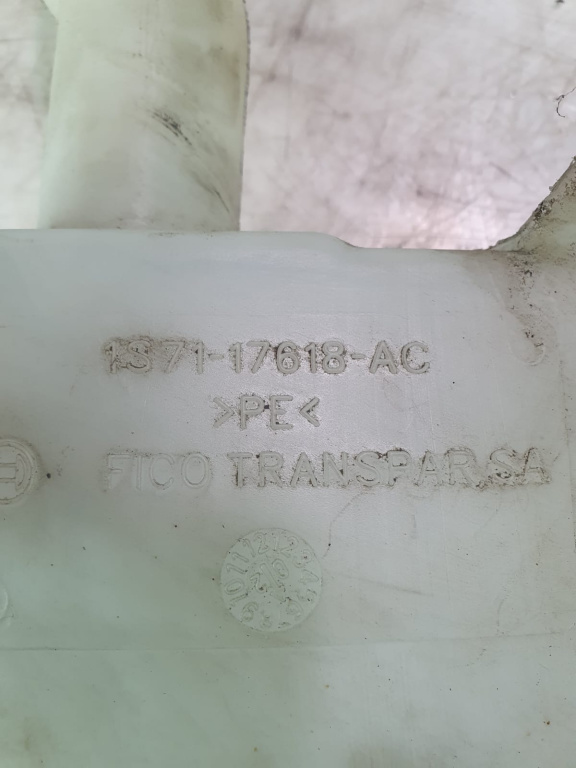 1S71-17618-AC
>PE<
FICO TRANSPAR,SA